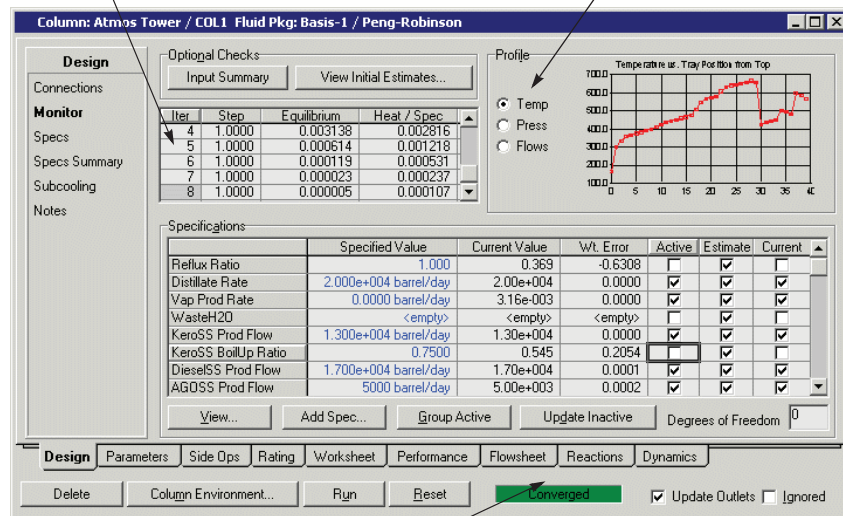 Column: Atmos Tower / COL1 Fluid Pkg: Basis-1 / Peng-Robinson
Design
Connections
Monitor
Specs
Specs Summary
Subcooling
Notes
Optional Checks
Input Summary
View Initial Estimates...
Iter Step Equilibrium Heat / Spec
4 1.0000 0.003138 0.002816
5 1.0000 0.000614 0.001218
6 1.0000 0.000119 0.000531
7 1.0000 0.000023 0.000237
8 1.0000 0.000005 0.000107
Profile
Temp
Press
Flows
Temperature vs. Tray Position from Top
700.0
600.0
500.0
400.0
300.0
200.0
100.0
0 5 10 15 20 25 30 35 40
Specifications
Specified Value Current Value Wt. Error Active Estimate Current
Reflux Ratio 1.000 0.369 -0.6308
Distillate Rate 2.000e+004 barrel/day 2.00e+004 0.0000
Vap Prod Rate 0.0000 barrel/day 3.16e-003 0.0000
WasteH2O <empty> <empty> <empty>
KeroSS Prod Flow 1.300e+004 barrel/day 1.30e+004 0.0000
KeroSS BoilUp Ratio 0.7500 0.545 0.2054
DieselSS Prod Flow 1.700e+004 barrel/day 1.70e+004 0.0001
AGOSS Prod Flow 5000 barrel/day 5.00e+003 0.0002
View... Add Spec... Group Active Update Inactive Degrees of Freedom 0
Design Parameters Side Ops Rating Worksheet Performance Flowsheet Reactions Dynamics
Delete Column Environment... Run Reset Converged Update Outlets Ignored